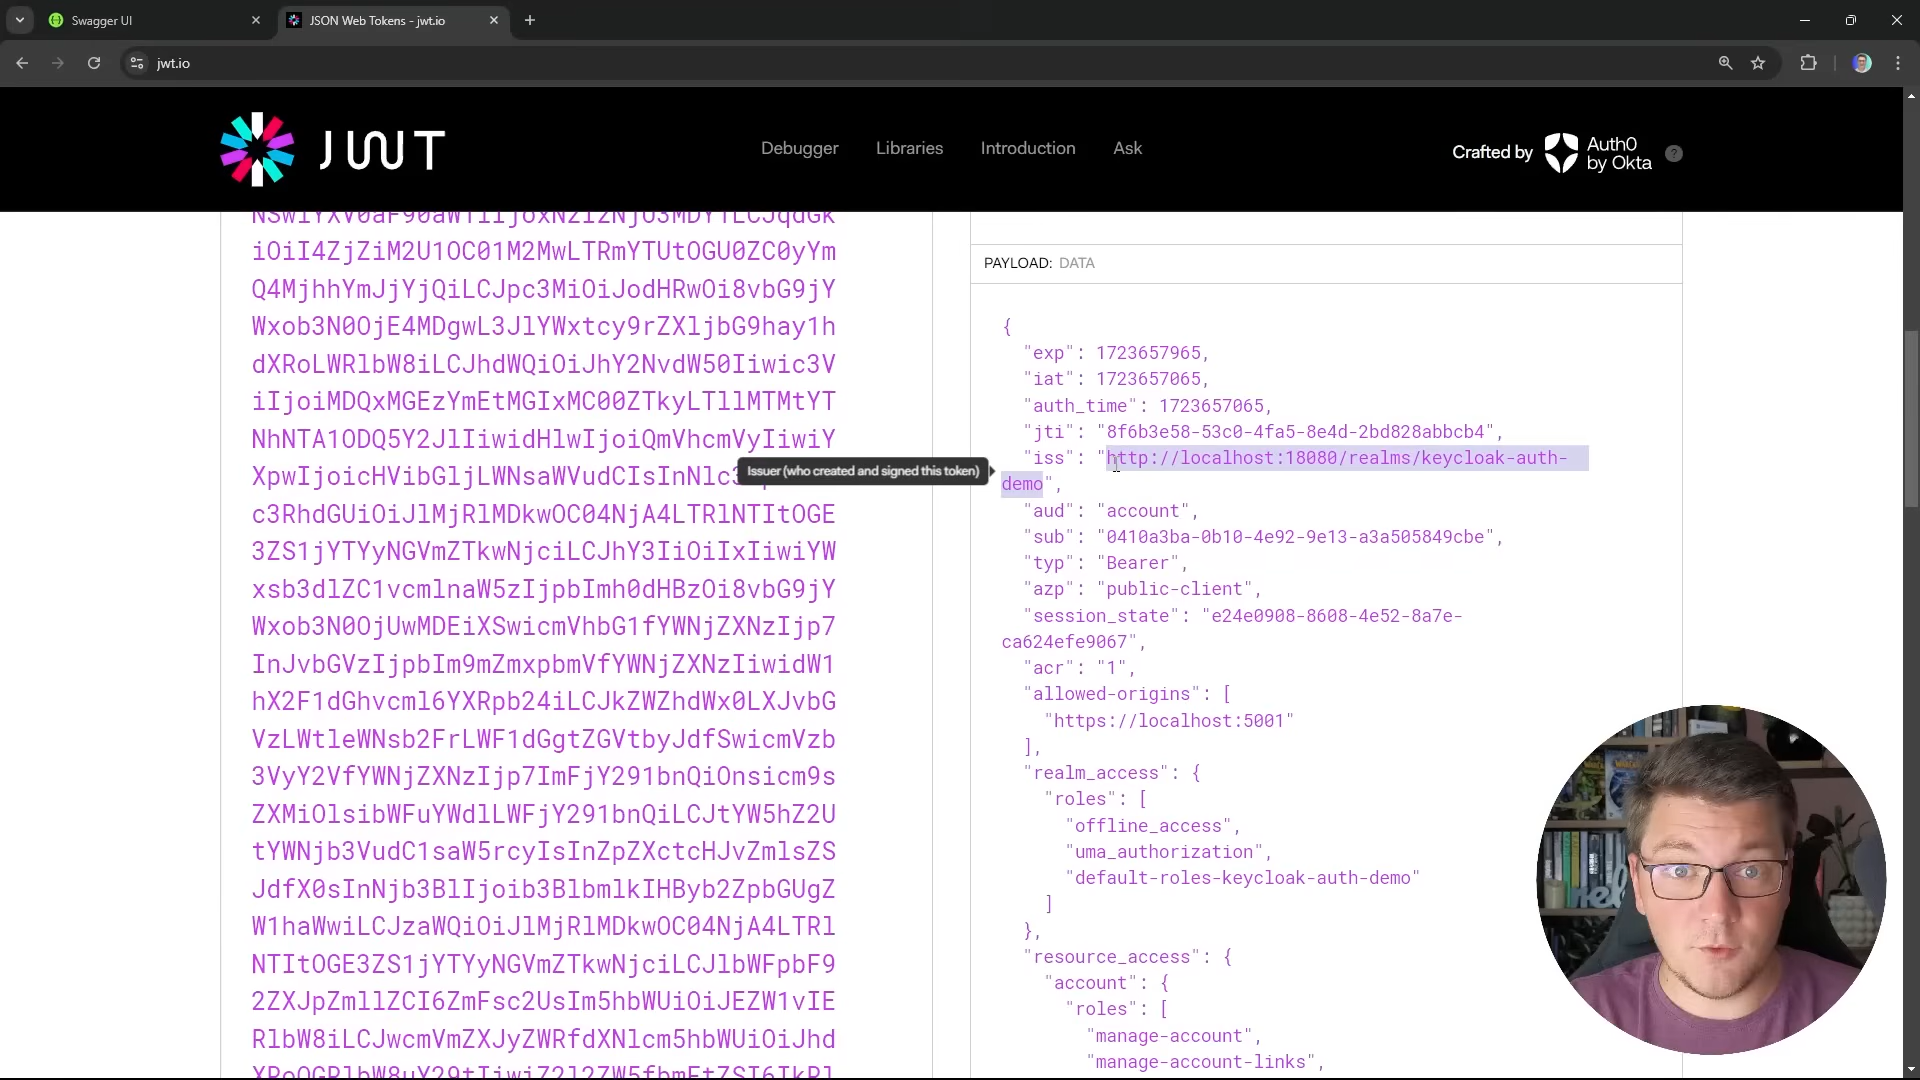 Swagger UI
JSON Web Tokens - jwt.io
jwt.io
JWT
Debugger
Libraries
Introduction
Ask
Crafted by
Auth0
by Okta
?
iOiI4ZjZiM2U1OC01M2MwLTRmYTUtOGU0ZC0yYm
Q4MjhhYmJjYjQiLCJpc3MiOiJodHRwOi8vbG9jY
Wxob3N0OjE4MDgwL3JlYWxtcy9rZXljbG9hay1h
dXRoLWRlbW8iLCJhdWQiOiJhY2NvdW50Iiwic3V
iIjoiMDQxMGEzYmEtMGIxMC00ZTkyLTllMTMtYT
NhNTA1ODQ5Y2JlIiwidHlwIjoiQmVhcmVyIiwiY
XpwIjoicHVibGljLWNsaWVudCIsInNlc3
c3RhdGUiOiJlMjRlMDkwOC04NjA4LTRlNTItOGE
3ZS1jYTYyNGVmZTkwNjciLCJhY3IiOiIxIiwiYW
xsb3dlZC1vcmlnaW5zIjpbImh0dHBzOi8vbG9jY
Wxob3N0OjUwMDEiXSwicmVhbG1fYWNjZXNzIjp7
InJvbGVzIjpbIm9mZmxpbmVfYWNjZXNzIiwidW1
hX2F1dGhvcml6YXRpb24iLCJkZWZhdWx0LXJvbG
VzLWtleWNsb2FrLWF1dGgtZGVtbyJdfSwicmVzb
3VyY2VfYWNjZXNzIjp7ImFjY291bnQiOnsicm9s
ZXMiOlsibWFuYWdlLWFjY291bnQiLCJtYW5hZ2U
tYWNjb3VudC1saW5rcyIsInZpZXctcHJvZmlsZS
JdfX0sInNjb3BlIjoib3BlbmlkIHByb2ZpbGUgZ
W1haWwiLCJzaWQiOiJlMjRlMDkwOC04NjA4LTRl
NTItOGE3ZS1jYTYyNGVmZTkwNjciLCJlbWFpbF9
2ZXJpZmllZCI6ZmFsc2UsIm5hbWUiOiJEZW1vIE
RlbW8iLCJwcmVmZXJyZWRfdXNlcm5hbWUiOiJhd
Issuer (who created and signed this token)
PAYLOAD: DATA
{
"exp": 1723657965,
"iat": 1723657065,
"auth_time": 1723657065,
"jti": "8f6b3e58-53c0-4fa5-8e4d-2bd828abbcb4",
"iss": "http://localhost:18080/realms/keycloak-auth-
demo",
"aud": "account",
"sub": "0410a3ba-0b10-4e92-9e13-a3a505849cbe",
"typ": "Bearer",
"azp": "public-client",
"session_state": "e24e0908-8608-4e52-8a7e-
ca624efe9067",
"acr": "1",
"allowed-origins": [
"https://localhost:5001"
],
"realm_access": {
"roles": [
"offline_access",
"uma_authorization",
"default-roles-keycloak-auth-demo"
]
},
"resource_access": {
"account": {
"roles": [
"manage-account",
"manage-account-links",